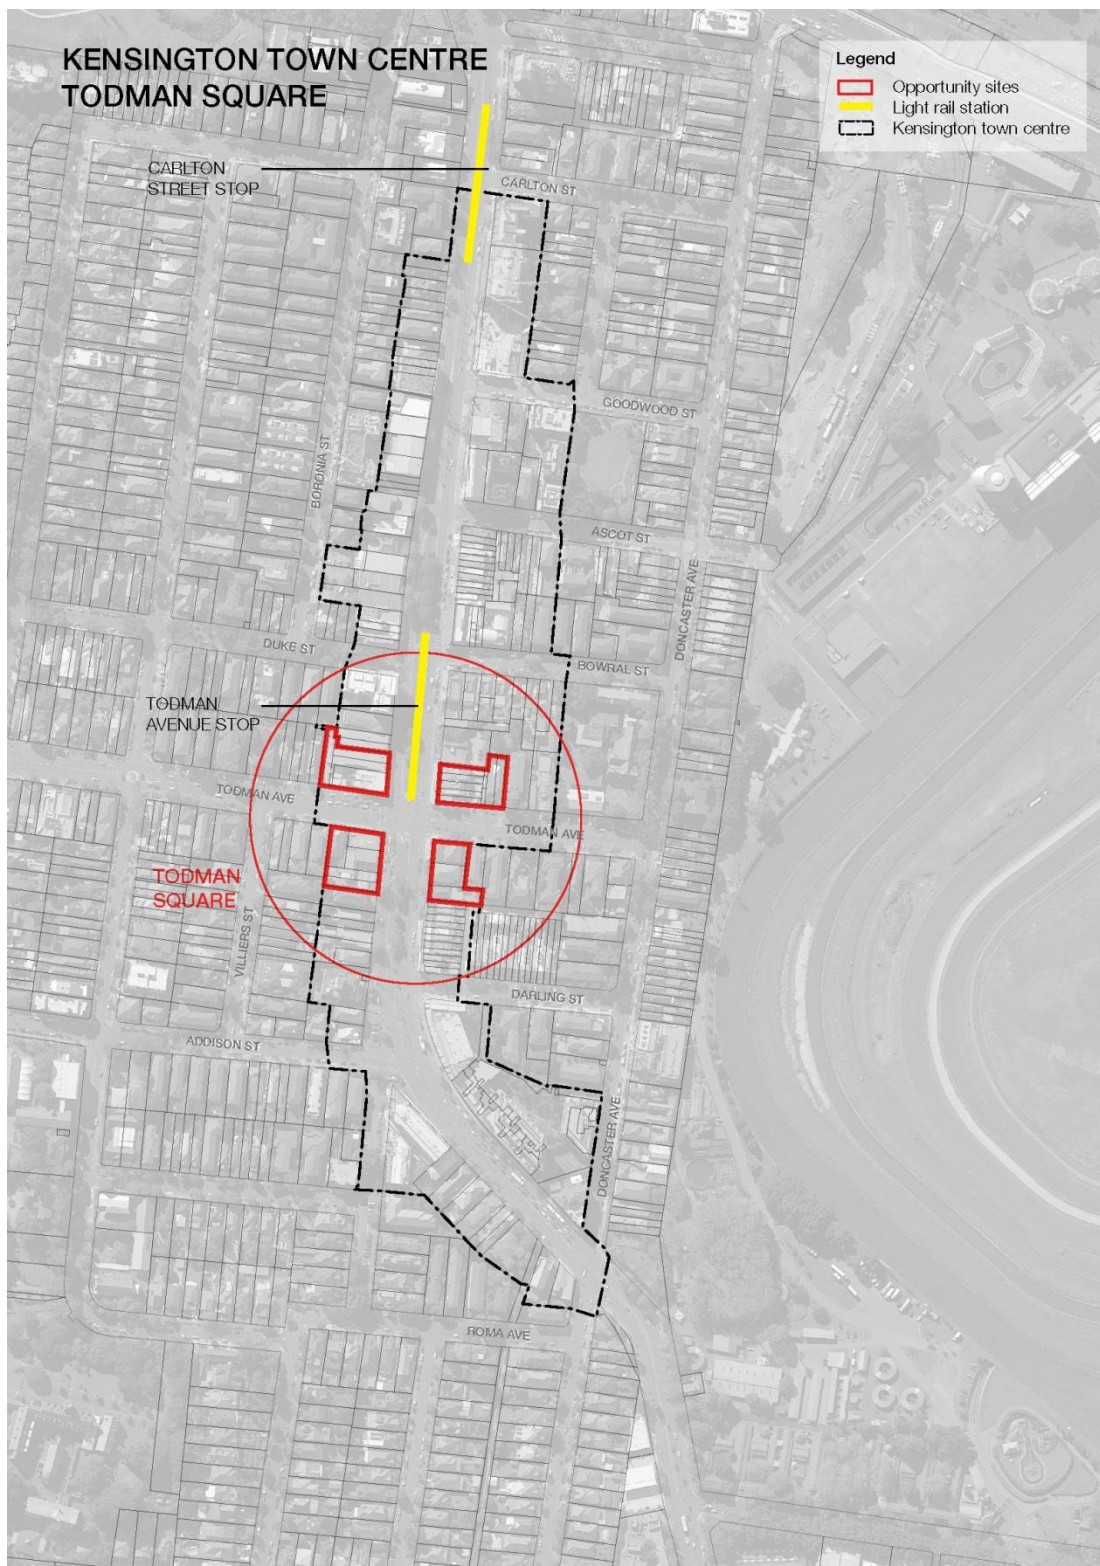 KENSINGTON TOWN CENTRE
TODMAN SQUARE
Legend
Opportunity sites
Light rail station
Kensington town centre
CARLTON
STREET STOP
CARLTON ST
GOODWOOD ST
BORONIA ST
ASCOT ST
DONCASTER AVE
DUKE ST
BOWRAL ST
TODMAN
AVENUE STOP
TODMAN AVE
TODMAN AVE
TODMAN
SQUARE
VILLIERS ST
DARLING ST
ADDISON ST
DONCASTER AVE
ROMA AVE